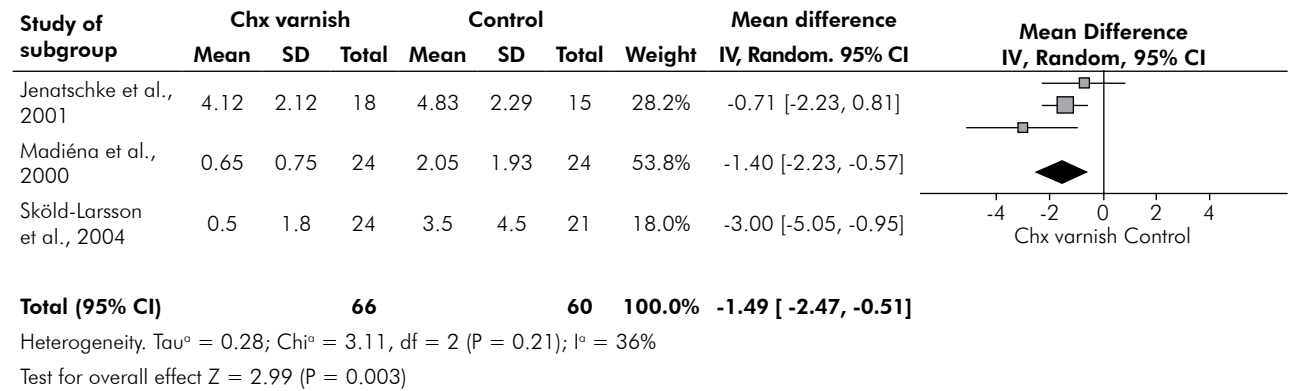 Study of subgroup Chx varnish Control Mean difference Mean Difference
Mean SD Total Mean SD Total Weight IV, Random. 95% CI IV, Random, 95% CI
Jenatschke et al., 2001 4.12 2.12 18 4.83 2.29 15 28.2% -0.71 [-2.23, 0.81]
Madiéna et al., 2000 0.65 0.75 24 2.05 1.93 24 53.8% -1.40 [-2.23, -0.57]
Sköld-Larsson et al., 2004 0.5 1.8 24 3.5 4.5 21 18.0% -3.00 [-5.05, -0.95]
-4 -2 0 2 4
Chx varnish Control
Total (95% CI) 66 60 100.0% -1.49 [ -2.47, -0.51]
Heterogeneity. Tauª = 0.28; Chiª = 3.11, df = 2 (P = 0.21); Iª = 36%
Test for overall effect Z = 2.99 (P = 0.003)